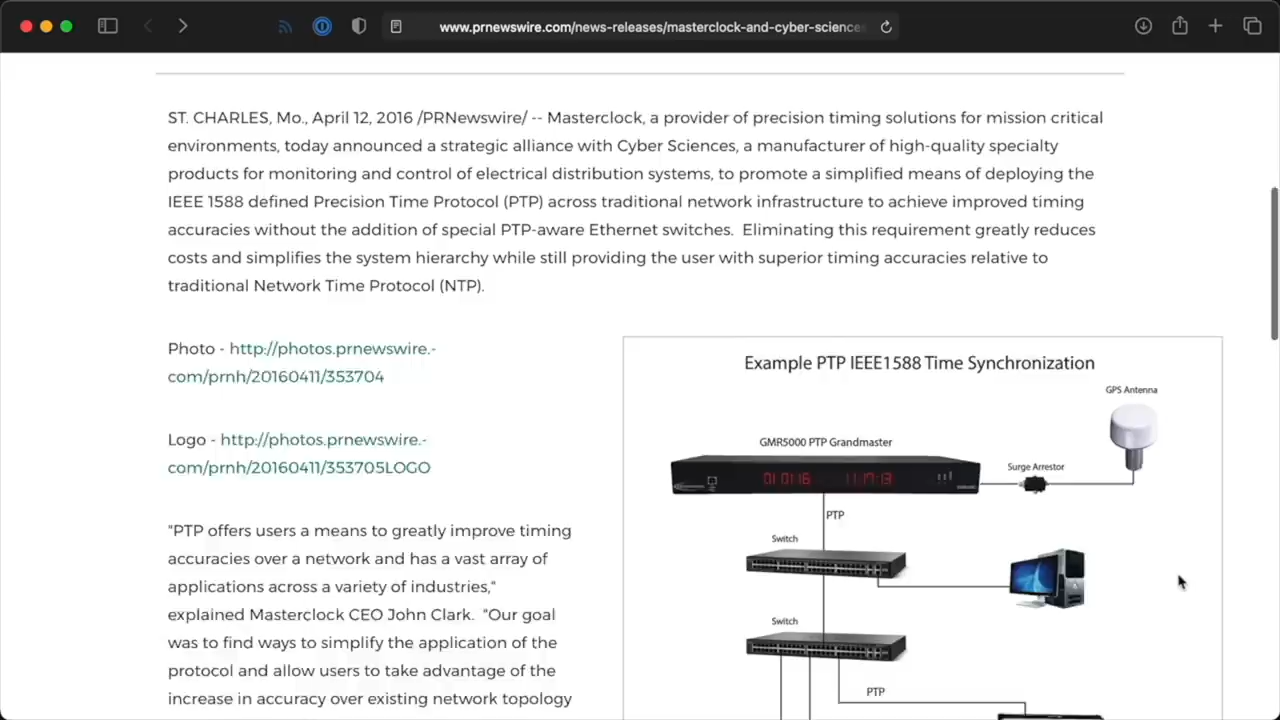 www.prnewswire.com/news-releases/masterclock-and-cyber-science
ST. CHARLES, Mo., April 12, 2016 /PRNewswire/ -- Masterclock, a provider of precision timing solutions for mission critical
environments, today announced a strategic alliance with Cyber Sciences, a manufacturer of high-quality specialty
products for monitoring and control of electrical distribution systems, to promote a simplified means of deploying the
IEEE 1588 defined Precision Time Protocol (PTP) across traditional network infrastructure to achieve improved timing
accuracies without the addition of special PTP-aware Ethernet switches.  Eliminating this requirement greatly reduces
costs and simplifies the system hierarchy while still providing the user with superior timing accuracies relative to
traditional Network Time Protocol (NTP).
Photo - http://photos.prnewswire.-
com/prnh/20160411/353704
Logo - http://photos.prnewswire.-
com/prnh/20160411/353705LOGO
"PTP offers users a means to greatly improve timing
accuracies over a network and has a vast array of
applications across a variety of industries,"
explained Masterclock CEO John Clark.  "Our goal
was to find ways to simplify the application of the
protocol and allow users to take advantage of the
increase in accuracy over existing network topology
Example PTP IEEE1588 Time Synchronization
GPS Antenna
GMR5000 PTP Grandmaster
Surge Arrestor
01 01 16 11:17:13
PTP
Switch
Switch
PTP